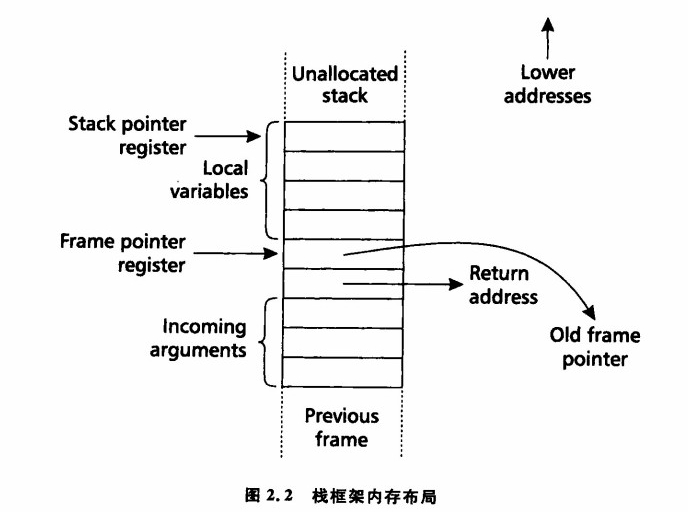 Unallocated
stack
Lower
addresses
Stack pointer
register
Local
variables
Frame pointer
register
Return
address
Incoming
arguments
Old frame
pointer
Previous
frame
图 2.2 栈框架内存布局